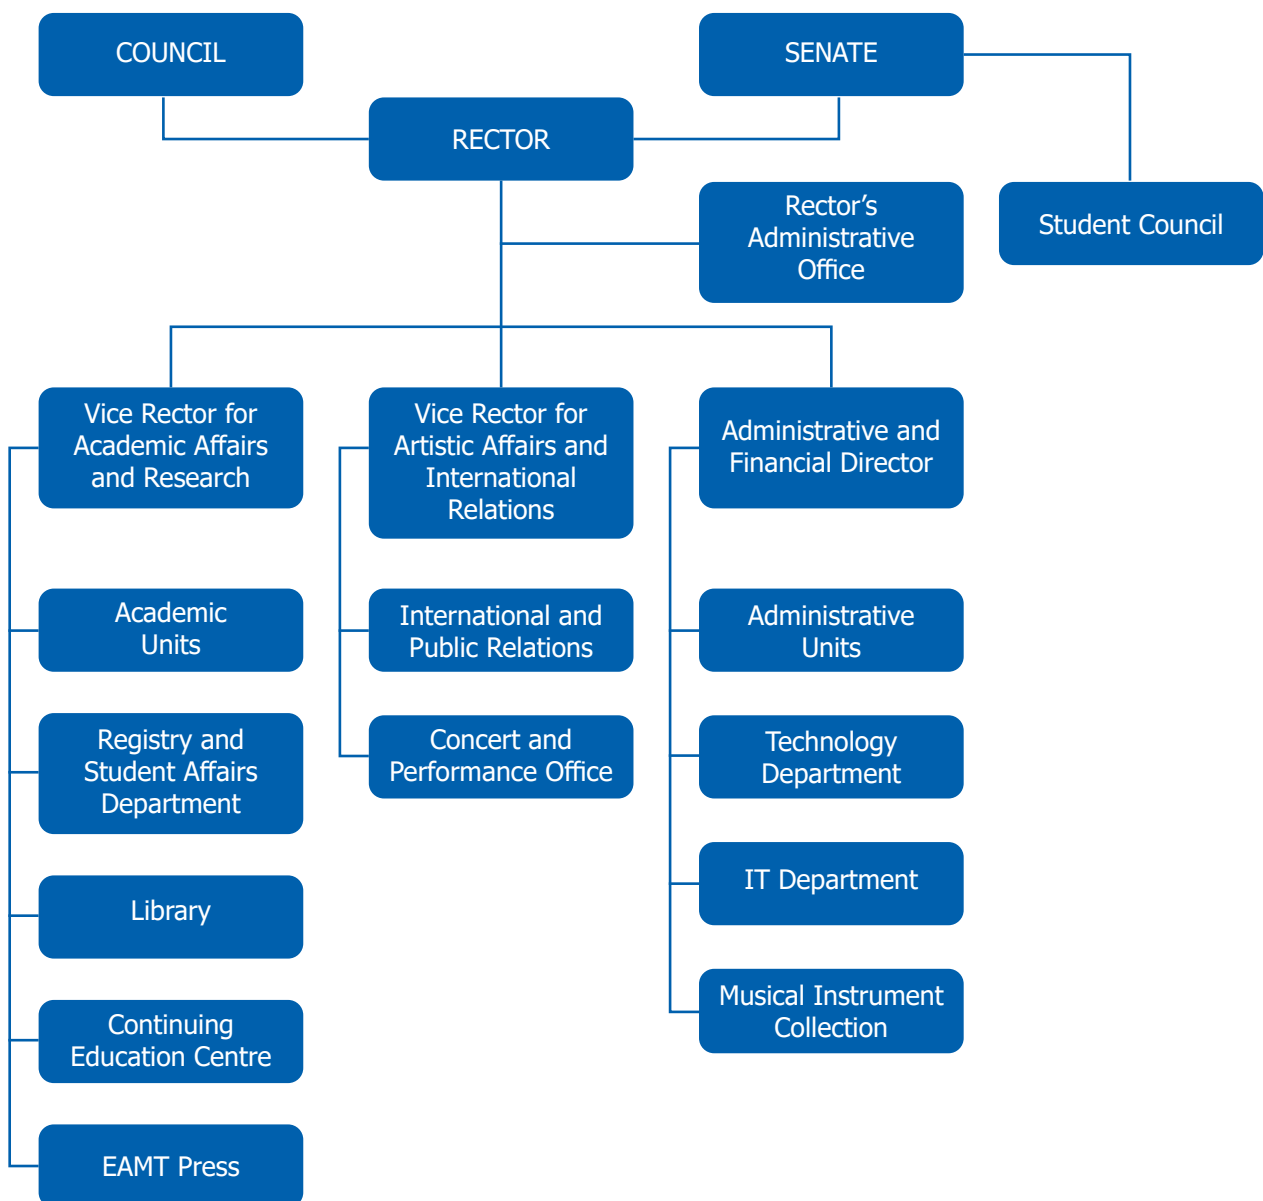 COUNCIL
SENATE
RECTOR
Rector’s
Administrative
Office
Student Council
Vice Rector for
Academic Affairs
and Research
Vice Rector for
Artistic Affairs and
International
Relations
Administrative and
Financial Director
Academic
Units
International and
Public Relations
Administrative
Units
Registry and
Student Affairs
Department
Concert and
Performance Office
Technology
Department
Library
IT Department
Continuing
Education Centre
Musical Instrument
Collection
EAMT Press